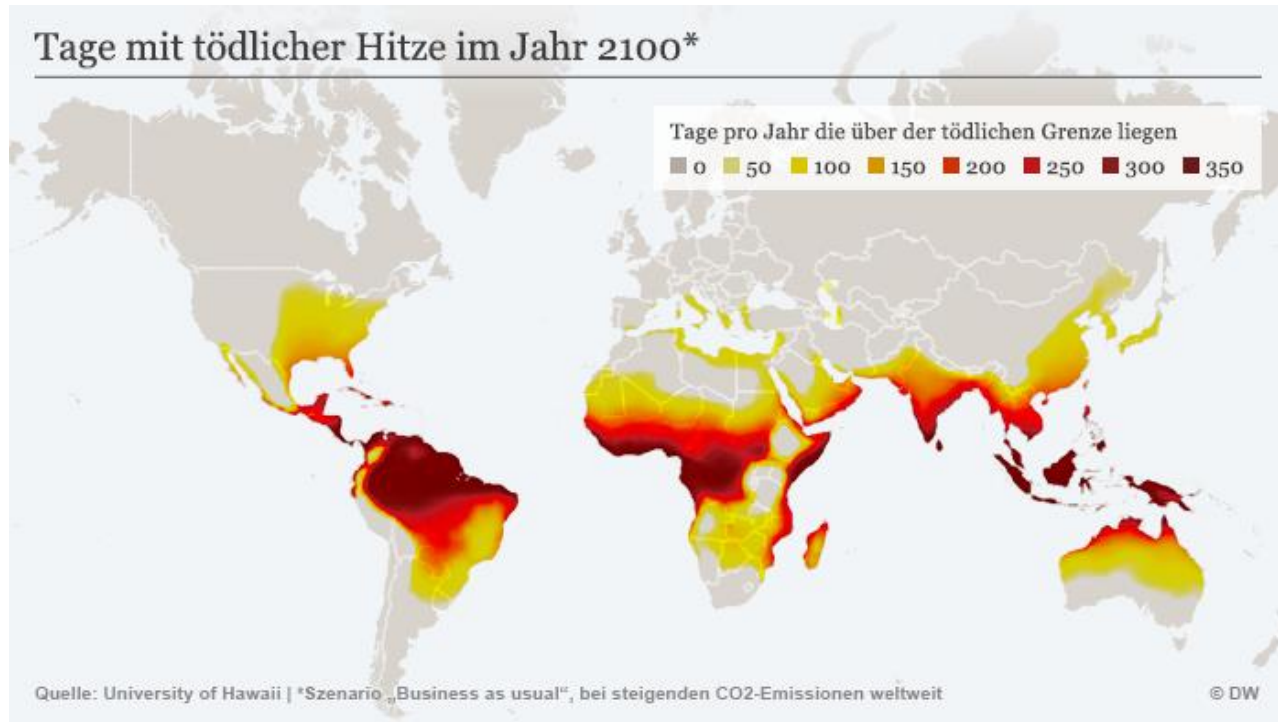 Tage mit tödlicher Hitze im Jahr 2100*
Tage pro Jahr die über der tödlichen Grenze liegen
0 50 100 150 200 250 300 350
Quelle: University of Hawaii | *Szenario „Business as usual“, bei steigenden CO2-Emissionen weltweit
© DW